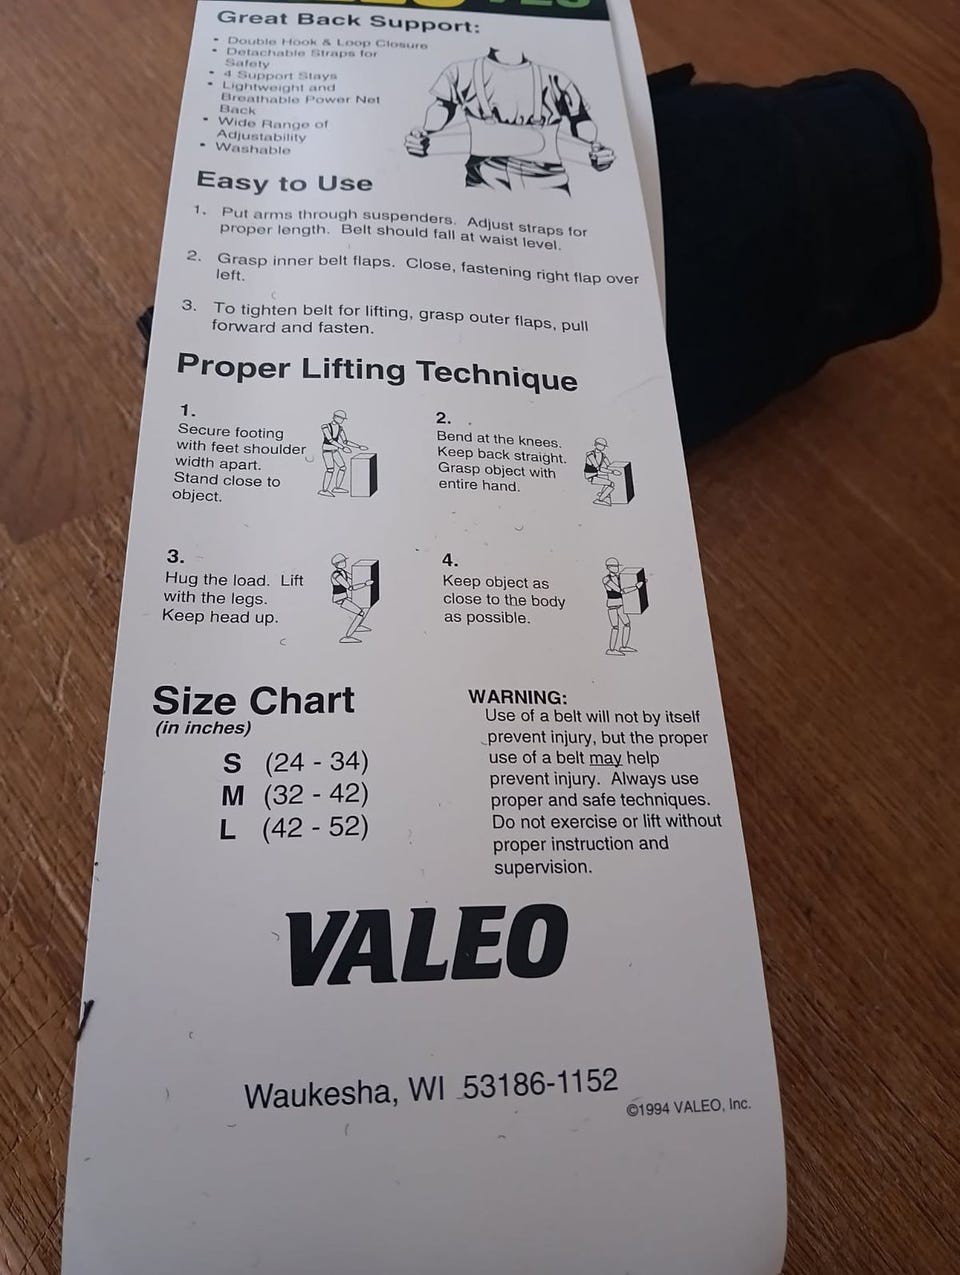 Great Back Support:
• Double Hook & Loop Closure
• Detachable Straps for
Safety
• 4 Support Stays
• Lightweight and
Breathable Power Net
Back
• Wide Range of
Adjustability
• Washable
Easy to Use
1. Put arms through suspenders. Adjust straps for
proper length. Belt should fall at waist level.
2. Grasp inner belt flaps. Close, fastening right flap over
left.
3. To tighten belt for lifting, grasp outer flaps, pull
forward and fasten.
Proper Lifting Technique
1.
Secure footing
with feet shoulder
width apart.
Stand close to
object.
2.
Bend at the knees.
Keep back straight.
Grasp object with
entire hand.
3.
Hug the load. Lift
with the legs.
Keep head up.
4.
Keep object as
close to the body
as possible.
Size Chart
(in inches)
S (24 - 34)
M (32 - 42)
L (42 - 52)
WARNING:
Use of a belt will not by itself
prevent injury, but the proper
use of a belt may help
prevent injury. Always use
proper and safe techniques.
Do not exercise or lift without
proper instruction and
supervision.
VALEO
Waukesha, WI 53186-1152
©1994 VALEO, Inc.